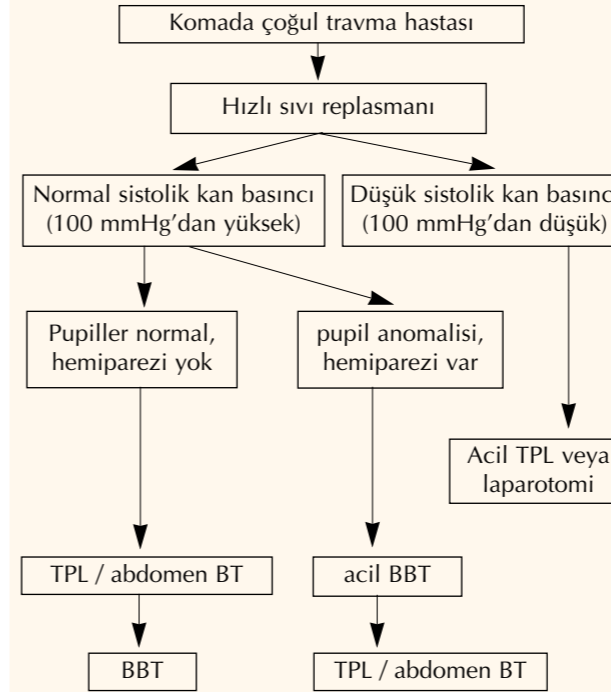 Komada çoğul travma hastası
Hızlı sıvı replasmanı
Normal sistolik kan basıncı
(100 mmHg'dan yüksek)
Düşük sistolik kan basıncı
(100 mmHg'dan düşük)
Pupiller normal,
hemiparezi yok
pupil anomalisi,
hemiparezi var
Acil TPL veya
laparotomi
TPL / abdomen BT
acil BBT
BBT
TPL / abdomen BT